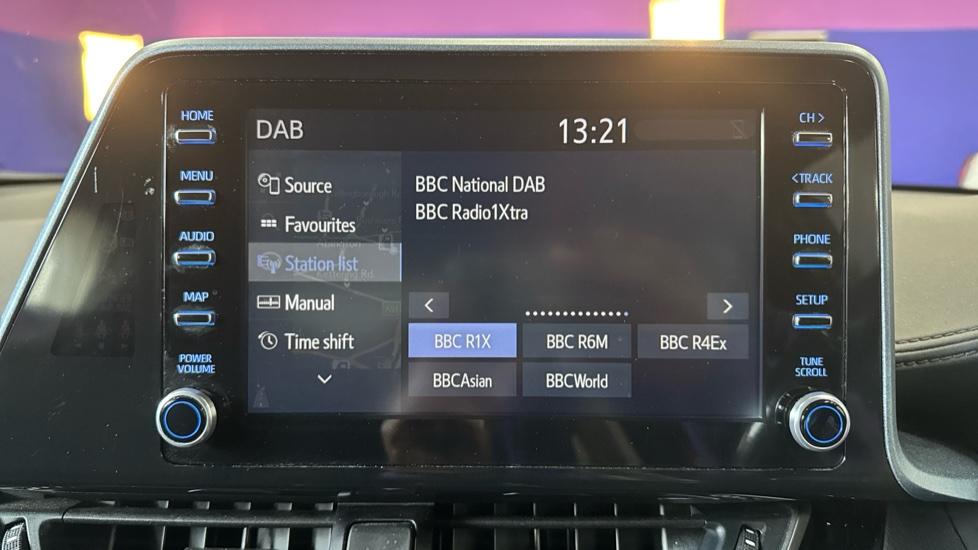 HOME
MENU
AUDIO
MAP
POWER
VOLUME
DAB
13:21
Source
Favourites
Station list
Manual
Time shift
BBC National DAB
BBC Radio1Xtra
<
>
BBC R1X
BBC R6M
BBC R4Ex
BBCAsian
BBCWorld
CH >
<TRACK
PHONE
SETUP
TUNE
SCROLL